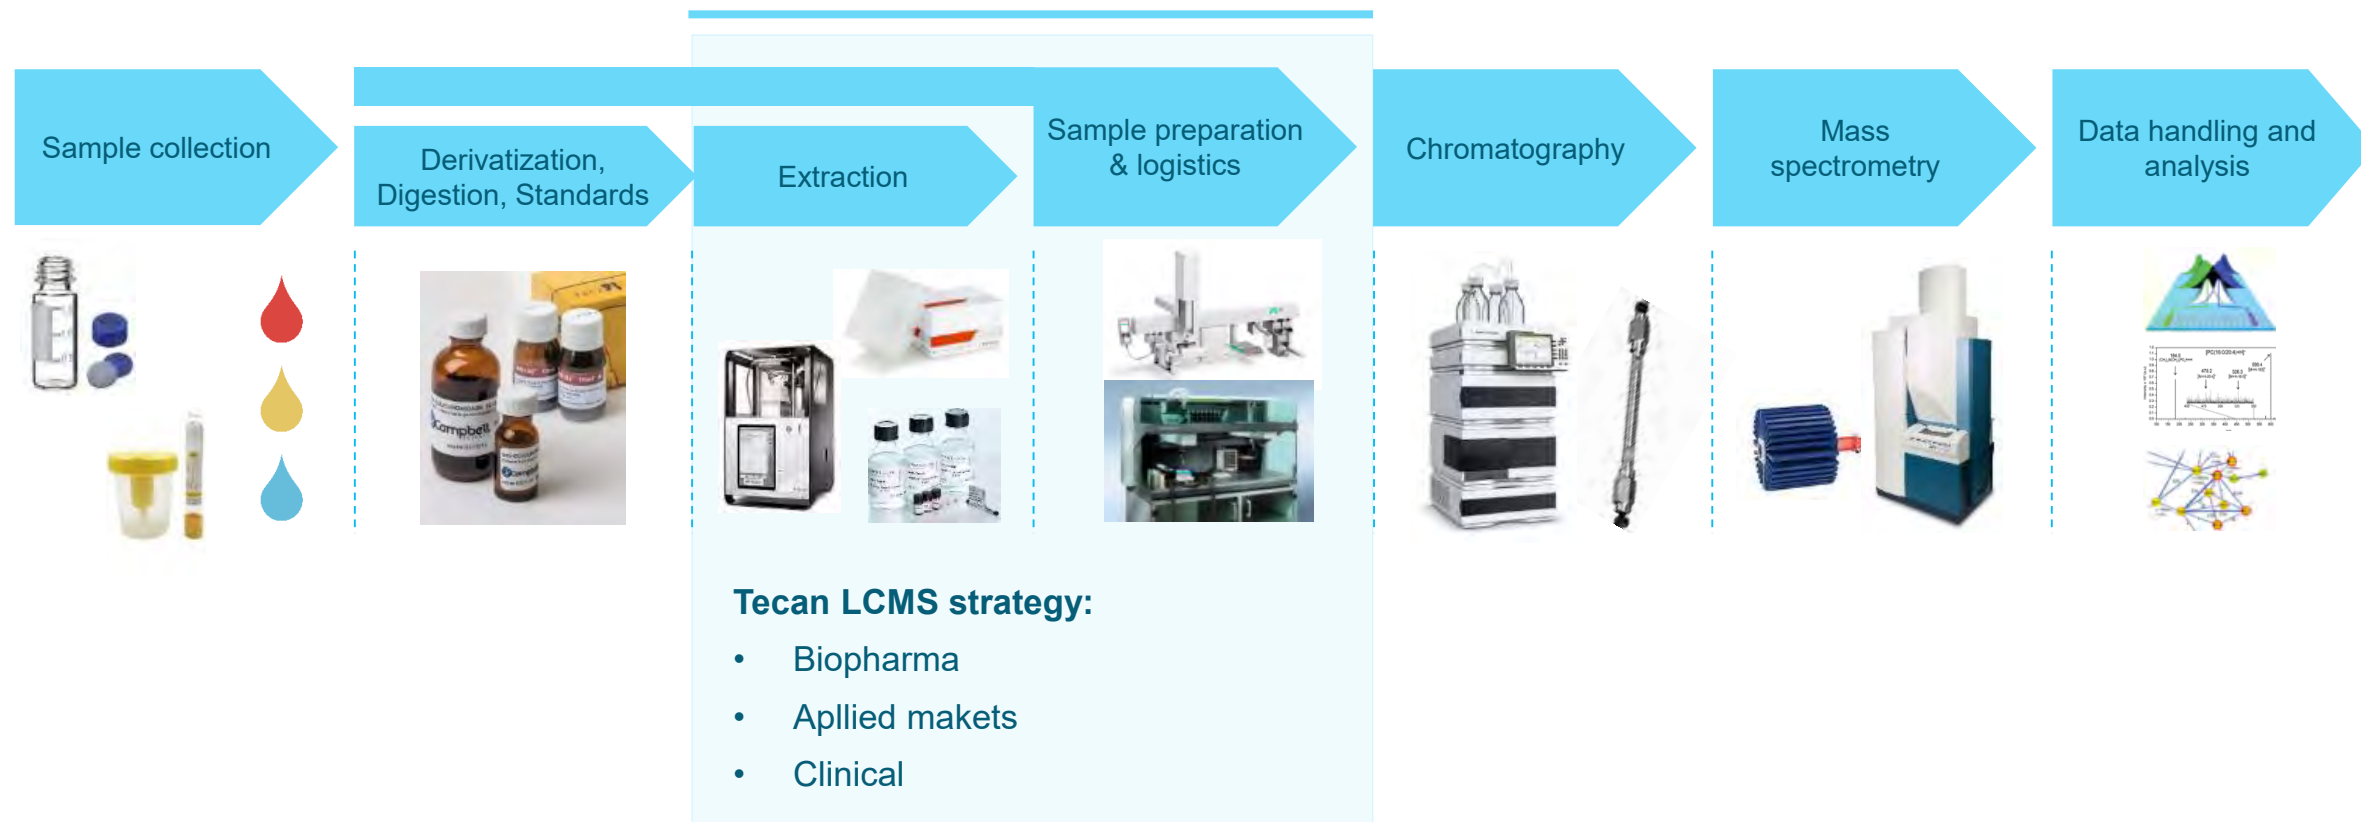 Sample collection
Derivatization,
Digestion, Standards
Extraction
Sample preparation
& logistics
Chromatography
Mass
spectrometry
Data handling and
analysis
Campbell
Tecan LCMS strategy:
• Biopharma
• Apllied makets
• Clinical